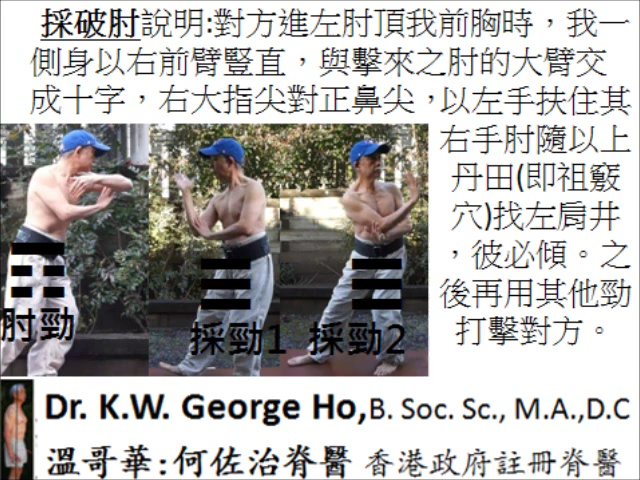 採破肘說明:對方進左肘頂我前胸時，我一
側身以右前臂豎直，與擊來之肘的大臂交
成十字，右大指尖對正鼻尖，以左手扶住其
右手肘隨以上
丹田(即祖竅
穴)找左肩井
，彼必傾。之
後再用其他勁
打擊對方。
肘勁
採勁1
採勁2
Dr. K.W. George Ho,B. Soc. Sc., M.A.,D.C
溫哥華:何佐治脊醫 香港政府註冊脊醫